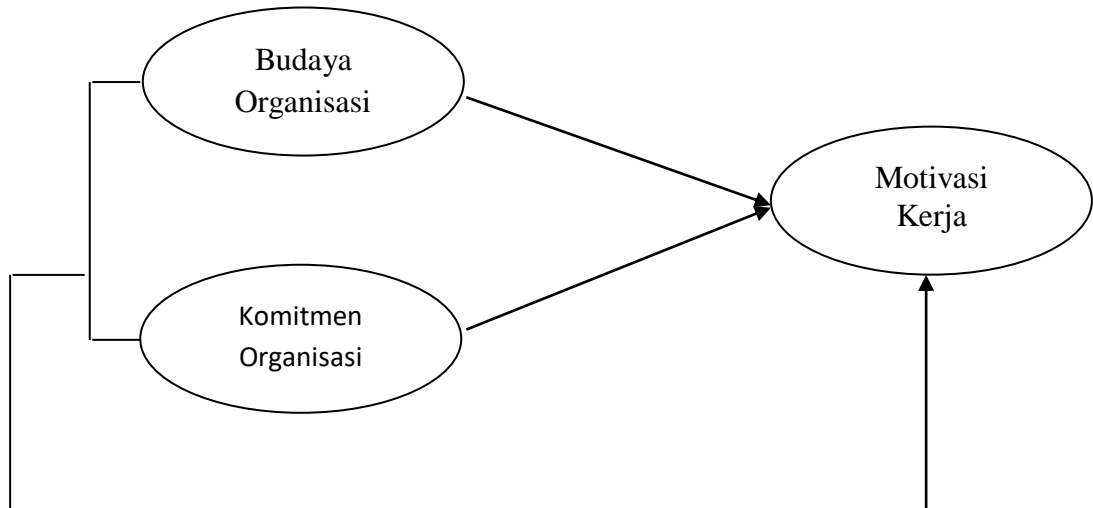 Budaya
Organisasi
Motivasi
Kerja
Komitmen
Organisasi